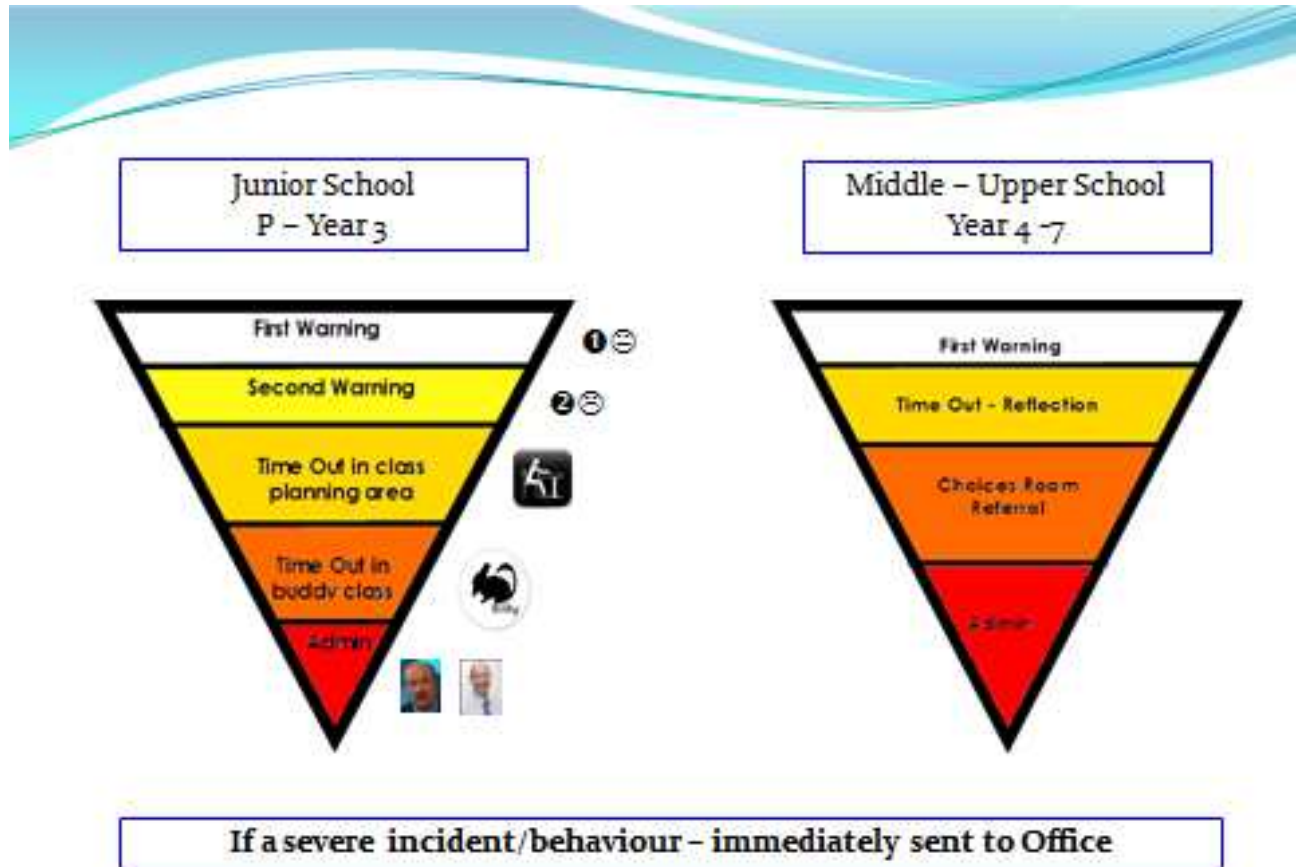 Junior School
P – Year 3
Middle – Upper School
Year 4 -7
First Warning
Second Warning
Time Out in class
planning area
Time Out in
buddy class
Admin
❶
❷
First Warning
Time Out - Reflection
Choices Room
Referral
Admin
If a severe incident/behaviour – immediately sent to Office